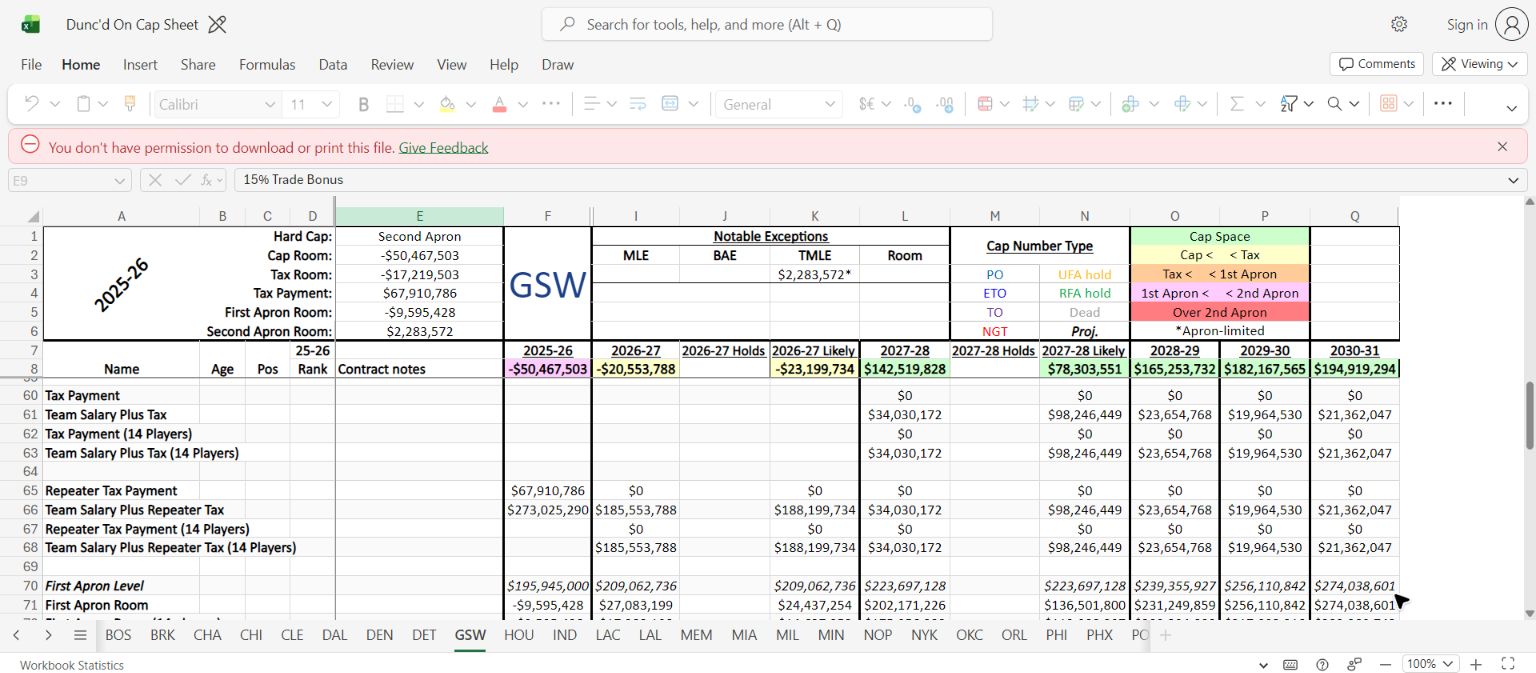 Dunc'd On Cap Sheet
Search for tools, help, and more (Alt + Q)
Sign in
File Home Insert Share Formulas Data Review View Help Draw
Comments Viewing
Calibri 11 B General $€
You don't have permission to download or print this file. Give Feedback
E9 fx 15% Trade Bonus
A B C D E F I J K L M N O P Q
1 Hard Cap: Second Apron Notable Exceptions Cap Space
2 Cap Room: -$50,467,503 MLE BAE TMLE Room Cap Number Type Cap < < Tax
3 2025-26 Tax Room: -$17,219,503 GSW $2,283,572* PO UFA hold Tax < < 1st Apron
4 Tax Payment: $67,910,786 ETO RFA hold 1st Apron < < 2nd Apron
5 First Apron Room: -$9,595,428 TO Dead Over 2nd Apron
6 Second Apron Room: $2,283,572 NGT Proj. *Apron-limited
7 25-26 2025-26 2026-27 2026-27 Holds 2026-27 Likely 2027-28 2027-28 Holds 2027-28 Likely 2028-29 2029-30 2030-31
8 Name Age Pos Rank Contract notes -$50,467,503 -$20,553,788 -$23,199,734 $142,519,828 $78,303,551 $165,253,732 $182,167,565 $194,919,294
60 Tax Payment $0 $0 $0 $0 $0
61 Team Salary Plus Tax $34,030,172 $98,246,449 $23,654,768 $19,964,530 $21,362,047
62 Tax Payment (14 Players) $0 $0 $0 $0 $0
63 Team Salary Plus Tax (14 Players) $34,030,172 $98,246,449 $23,654,768 $19,964,530 $21,362,047
64
65 Repeater Tax Payment $67,910,786 $0 $0 $0 $0 $0 $0 $0
66 Team Salary Plus Repeater Tax $273,025,290 $185,553,788 $188,199,734 $34,030,172 $98,246,449 $23,654,768 $19,964,530 $21,362,047
67 Repeater Tax Payment (14 Players) $0 $0 $0 $0 $0 $0 $0
68 Team Salary Plus Repeater Tax (14 Players) $185,553,788 $188,199,734 $34,030,172 $98,246,449 $23,654,768 $19,964,530 $21,362,047
69
70 First Apron Level $195,945,000 $209,062,736 $209,062,736 $223,697,128 $223,697,128 $239,355,927 $256,110,842 $274,038,601
71 First Apron Room -$9,595,428 $27,083,199 $24,437,254 $202,171,226 $136,501,800 $231,249,859 $256,110,842 $274,038,601
BOS BRK CHA CHI CLE DAL DEN DET GSW HOU IND LAC LAL MEM MIA MIL MIN NOP NYK OKC ORL PHI PHX PO
Workbook Statistics 100%